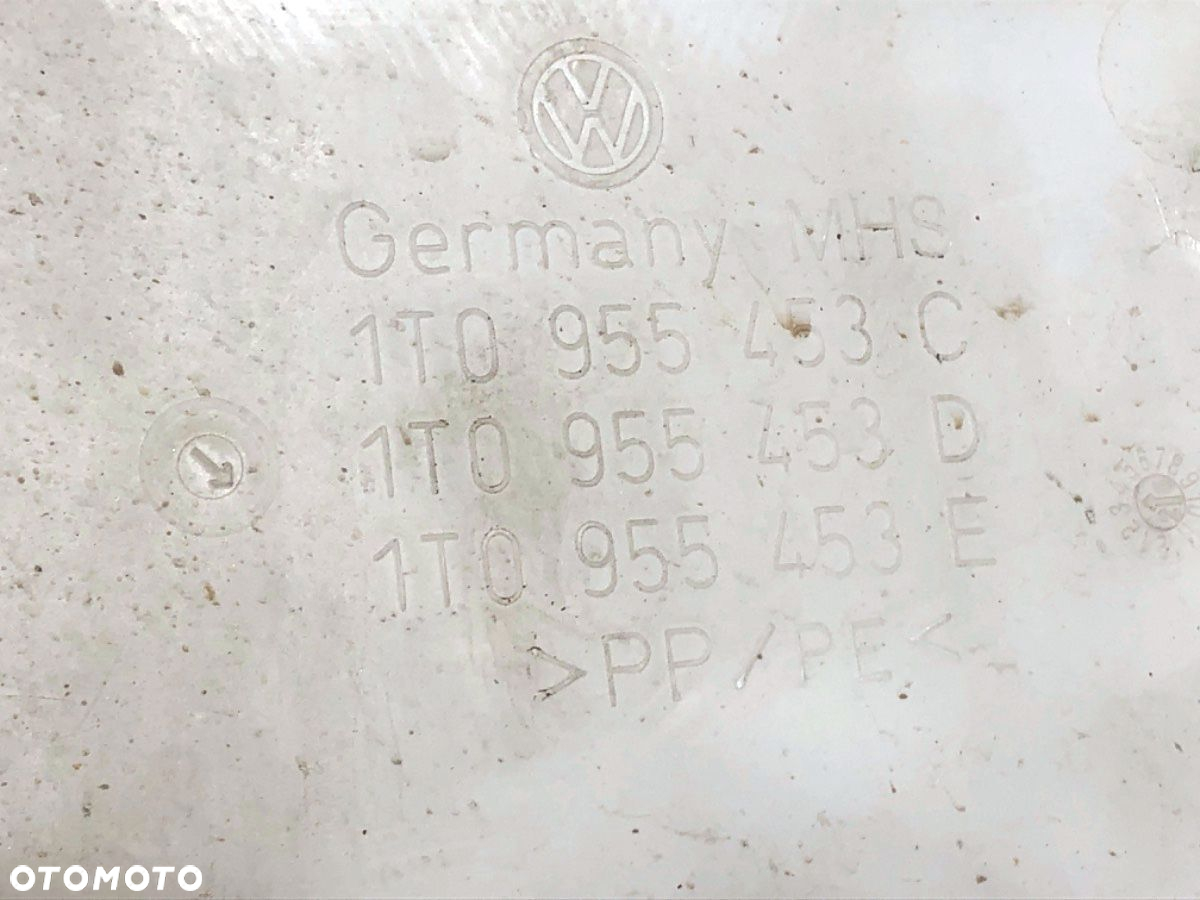 Germany MHS
1T0 955 453 C
1T0 955 453 D
1T0 955 453 E
>PP/PE<
OTOMOTO